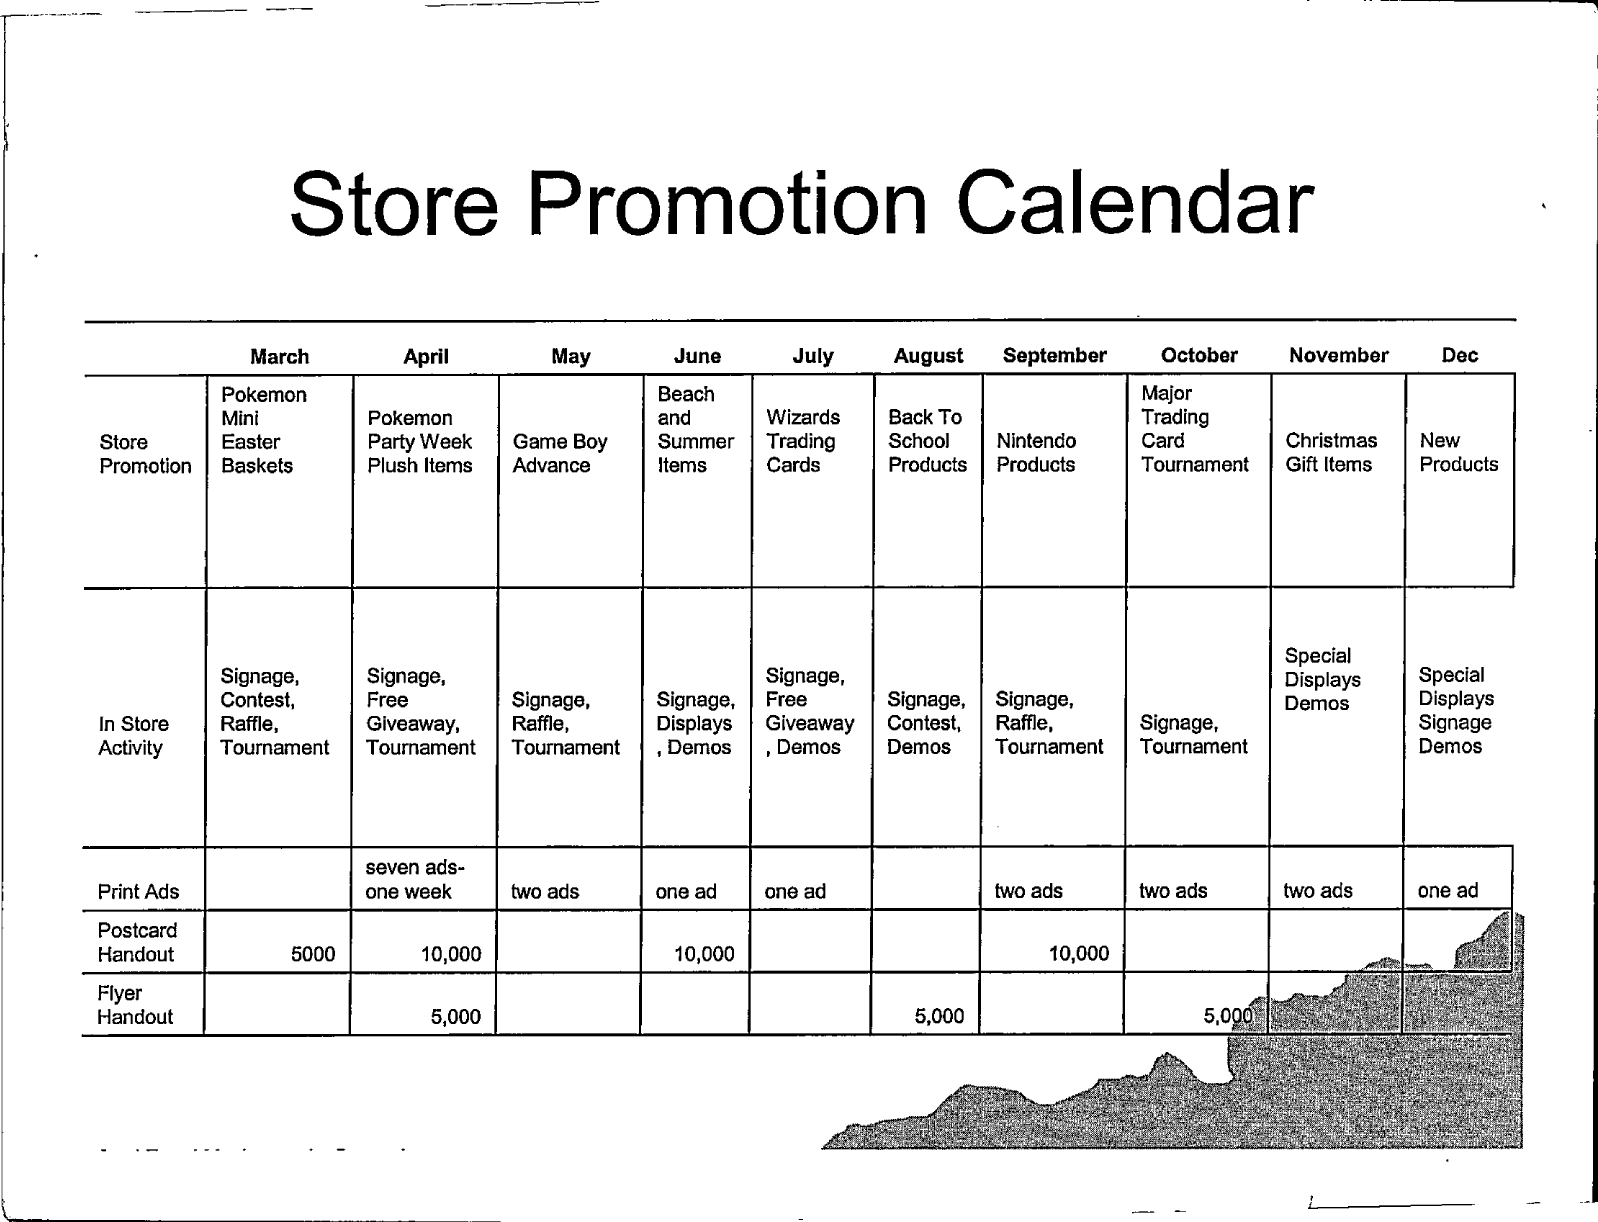 Store Promotion Calendar
March April May June July August September October November Dec
Pokemon Beach Major
Mini Pokemon and Wizards Back To Trading
Store Easter Party Week Game Boy Summer Trading School Nintendo Card Christmas New
Promotion Baskets Plush Items Advance Items Cards Products Products Tournament Gift Items Products
Special
Signage, Signage, Signage, Displays Special
Contest, Free Signage, Signage, Free Signage, Signage, Demos Displays
In Store Raffle, Giveaway, Raffle, Displays Giveaway Contest, Raffle, Signage, Signage
Activity Tournament Tournament Tournament , Demos , Demos Demos Tournament Tournament Demos
seven ads-
Print Ads one week two ads one ad one ad two ads two ads two ads one ad
Postcard
Handout 5000 10,000 10,000 10,000
Flyer
Handout 5,000 5,000 5,000